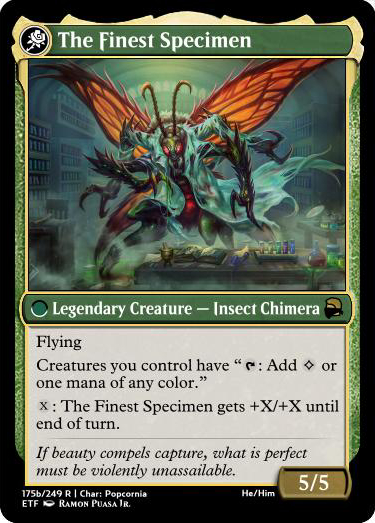 The Finest Specimen
Legendary Creature — Insect Chimera
Flying
Creatures you control have “ : Add or
one mana of any color.”
X: The Finest Specimen gets +X/+X until
end of turn.
If beauty compels capture, what is perfect
must be violently unassailable.
5/5
175b/249 R | Char: Popcornia
He/Him
ETF Ramon Puasa Jr.